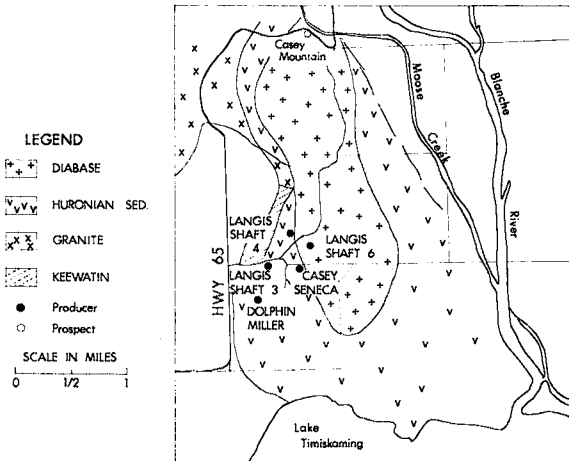 LEGEND
DIABASE
HURONIAN SED.
GRANITE
KEEWATIN
Producer
Prospect
SCALE IN MILES
0 1/2 1
Casey
Mountain
Moose
Creek
Blanche
River
HWY 65
LANGIS
SHAFT
4
LANGIS
SHAFT 6
LANGIS
SHAFT 3
CASEY
SENECA
DOLPHIN
MILLER
Lake
Timiskaming